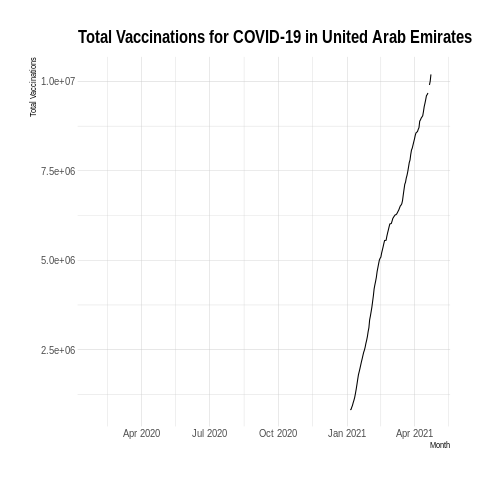 Total Vaccinations for COVID-19 in United Arab Emirates
Total Vaccinations
1.0e+07
7.5e+06
5.0e+06
2.5e+06
Apr 2020 Jul 2020 Oct 2020 Jan 2021 Apr 2021
Month